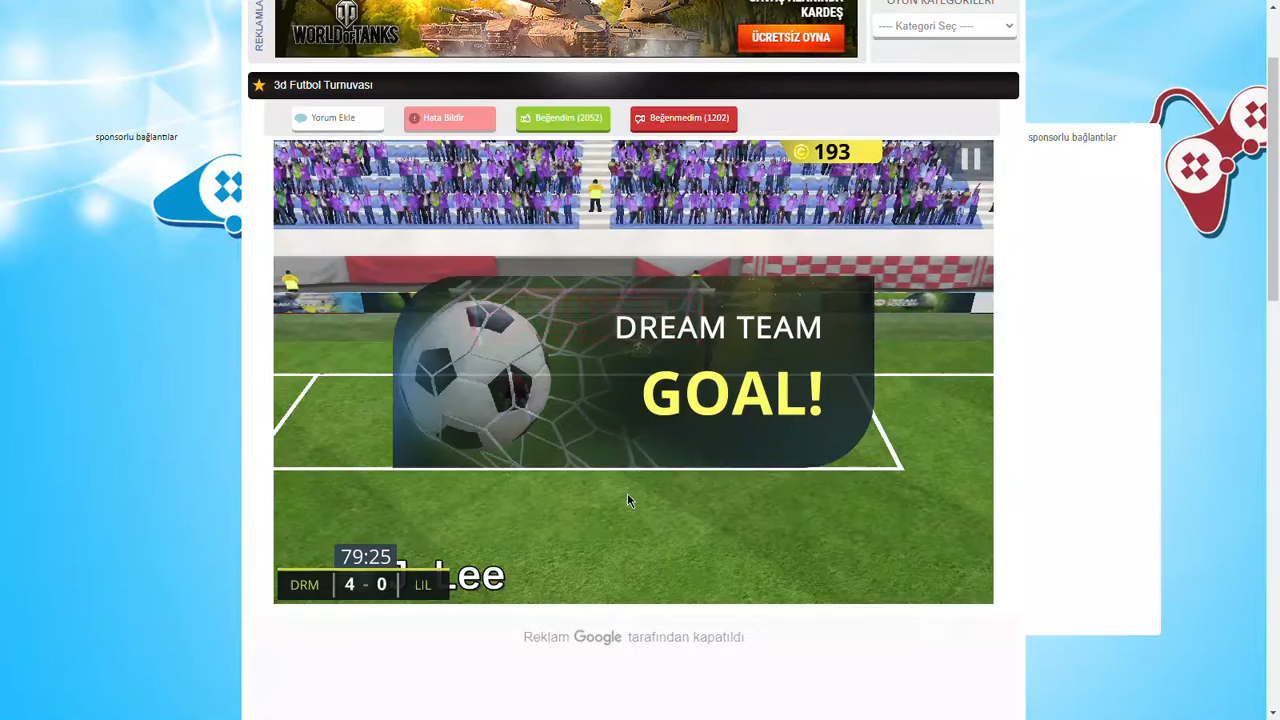 KARDEŞ
WORLD OF TANKS
ÜCRETSİZ OYNA
---- Kategori Seç ----
3d Futbol Turnuvası
Yorum Ekle
Hata Bildir
Beğendim (2052)
Beğenmedim (1202)
sponsorlu bağlantılar
sponsorlu bağlantılar
193
DREAM TEAM
GOAL!
79:25
Lee
DRM 4 - 0 LIL
Reklam Google tarafından kapatıldı